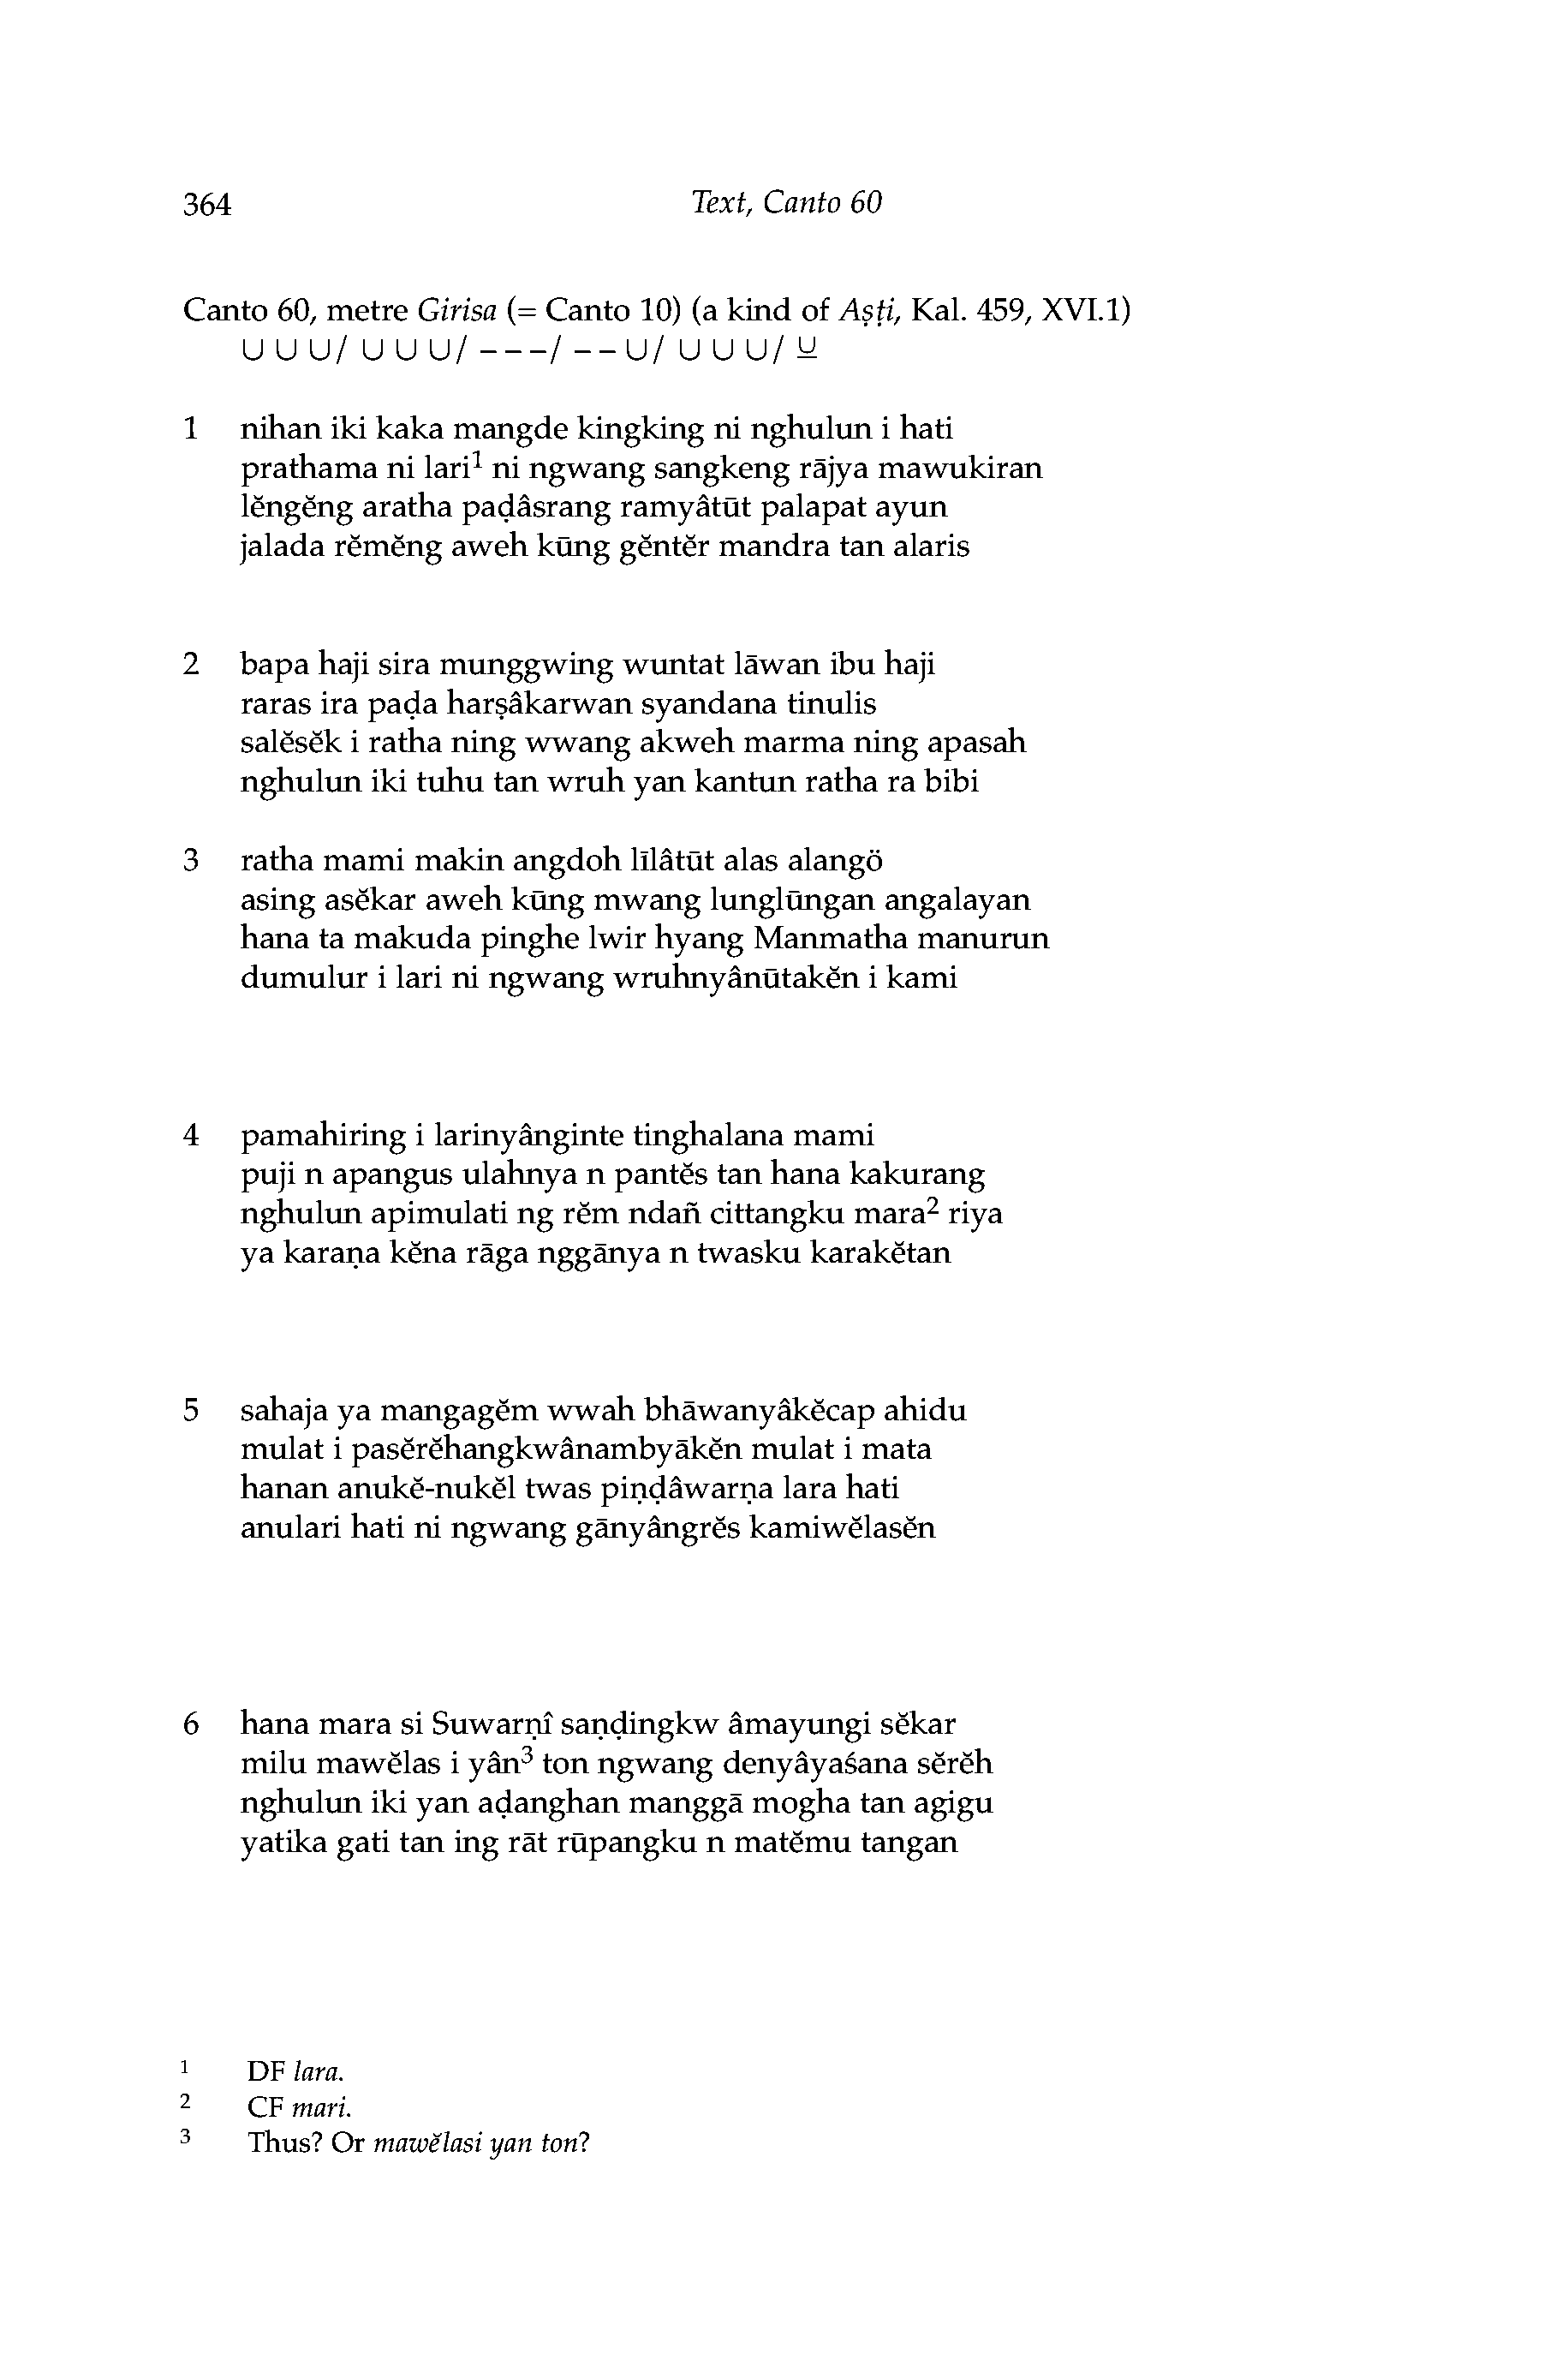 364 Text, Canto 60
Canto 60, metre Girisa (= Canto 10) (a kind of Aṣṭi, Kal. 459, XVI.1)
∪ ∪ ∪/ ∪ ∪ ∪/ – – –/ – – ∪/ ∪ ∪ ∪/ ⊻
1 nihan iki kaka mangde kingking ni nghulun i hati
prathama ni lari¹ ni ngwang sangkeng rājya mawukiran
lĕngĕng aratha paḍâsrang ramyâtūt palapat ayun
jalada rĕmĕng aweh kūng gĕntĕr mandra tan alaris
2 bapa haji sira munggwing wuntat lāwan ibu haji
raras ira paḍa harṣâkarwan syandana tinulis
salĕsĕk i ratha ning wwang akweh marma ning apasah
nghulun iki tuhu tan wruh yan kantun ratha ra bibi
3 ratha mami makin angdoh līlâtūt alas alangö
asing asĕkar aweh kūng mwang lunglūngan angalayan
hana ta makuda pinghe lwir hyang Manmatha manurun
dumulur i lari ni ngwang wruhnyânūtakĕn i kami
4 pamahiring i larinyânginte tinghalana mami
puji n apangus ulahnya n pantĕs tan hana kakurang
nghulun apimulati ng rĕm ndañ cittangku mara² riya
ya karaṇa kĕna rāga nggānya n twasku karakĕtan
5 sahaja ya mangagĕm wwah bhāwanyâkĕcap ahidu
mulat i pasĕrĕhangkwânambyākĕn mulat i mata
hanan anukĕ-nukĕl twas piṇḍâwarṇa lara hati
anulari hati ni ngwang gānyângrĕs kamiwĕlasĕn
6 hana mara si Suwarṇî saṇḍingkw âmayungi sĕkar
milu mawĕlas i yân³ ton ngwang denyâyaśana sĕrĕh
nghulun iki yan aḍanghan manggā mogha tan agigu
yatika gati tan ing rāt rūpangku n matĕmu tangan
¹ DF lara.
² CF mari.
³ Thus? Or mawĕlasi yan ton?